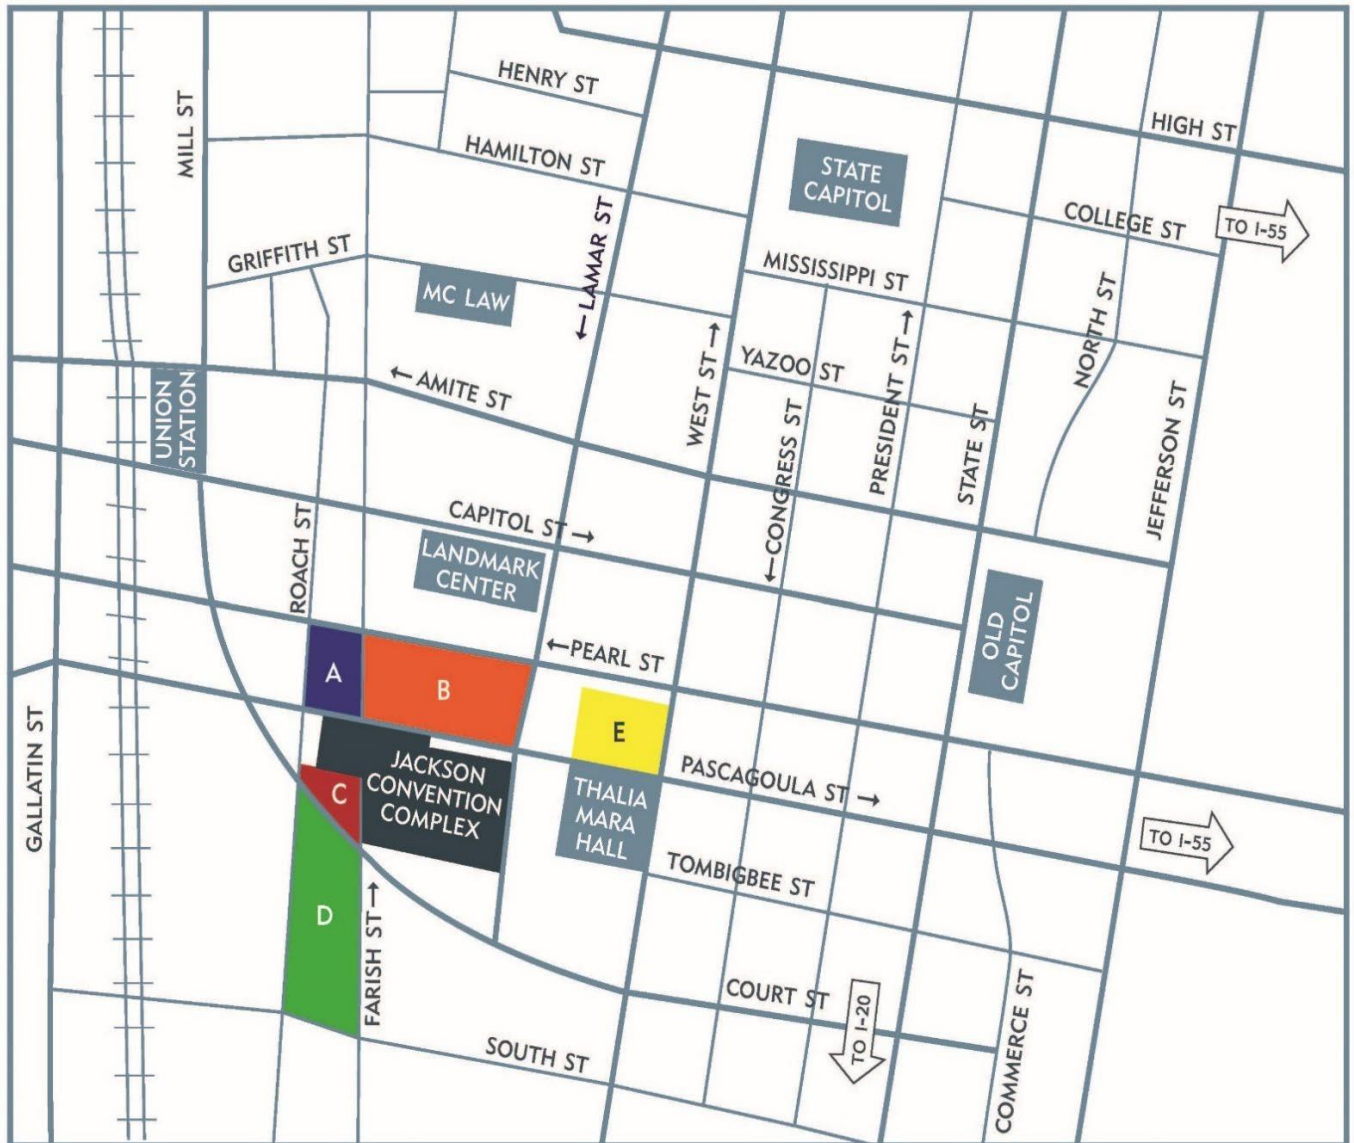 HENRY ST
HIGH ST
MILL ST
HAMILTON ST
STATE
CAPITOL
COLLEGE ST
TO I-55
GRIFFITH ST
← LAMAR ST
MISSISSIPPI ST
MC LAW
NORTH ST
WEST ST →
PRESIDENT ST →
YAZOO ST
← AMITE ST
UNION
STATION
← CONGRESS ST
STATE ST
JEFFERSON ST
CAPITOL ST →
ROACH ST
LANDMARK
CENTER
OLD
CAPITOL
← PEARL ST
A
B
E
GALLATIN ST
JACKSON
CONVENTION
COMPLEX
PASCAGOULA ST →
C
THALIA
MARA
HALL
TO I-55
TOMBIGBEE ST
D
FARISH ST →
COURT ST
TO I-20
COMMERCE ST
SOUTH ST